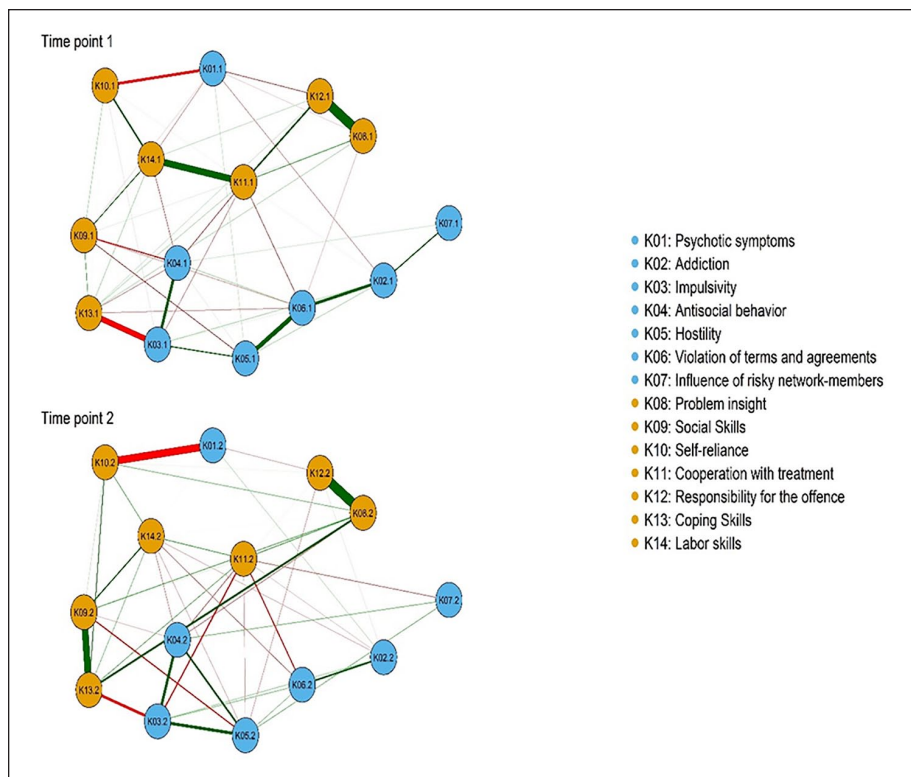 Time point 1
K01.1
K10.1
K12.1
K08.1
K14.1
K11.1
K07.1
K09.1
K04.1
K02.1
K06.1
K13.1
K03.1
K05.1
K01: Psychotic symptoms
K02: Addiction
K03: Impulsivity
K04: Antisocial behavior
K05: Hostility
K06: Violation of terms and agreements
K07: Influence of risky network-members
K08: Problem insight
K09: Social Skills
K10: Self-reliance
K11: Cooperation with treatment
K12: Responsibility for the offence
K13: Coping Skills
K14: Labor skills
Time point 2
K01.2
K10.2
K12.2
K08.2
K14.2
K11.2
K07.2
K09.2
K04.2
K02.2
K06.2
K13.2
K03.2
K05.2